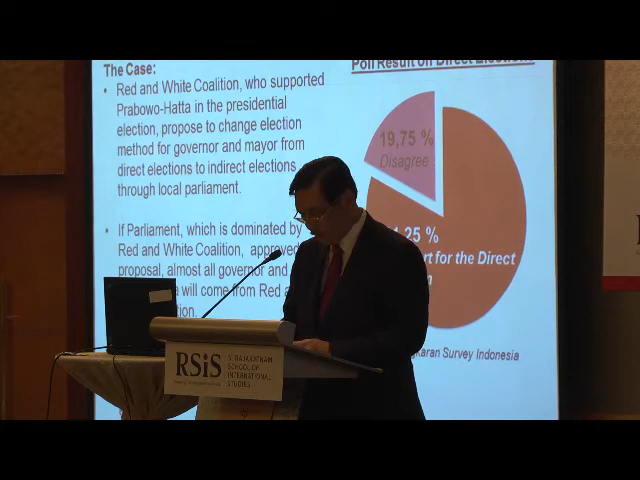 The Case:
• Red and White Coalition, who supported
Prabowo-Hatta in the presidential
election, propose to change election
method for governor and mayor from
direct elections to indirect elections
through local parliament.
• If Parliament, which is dominated by
Red and White Coalition, approved
proposal, almost all governor and
will come from Red
Poll Result on Direct Elections
19,75 %
Disagree
,25 %
for the Direct
Survey Indonesia
RSiS
S. RAJARATNAM
SCHOOL OF
INTERNATIONAL
STUDIES
R